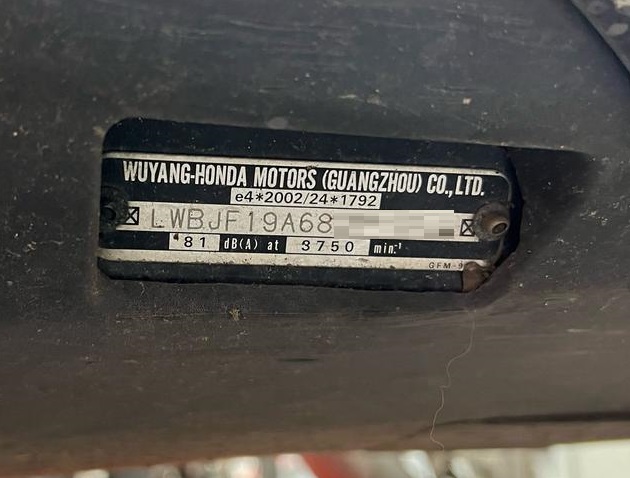 WUYANG-HONDA MOTORS (GUANGZHOU) CO., LTD.
e4*2002/24*1792
LWBJF19A68
81 dB(A) at 3750 min⁻¹